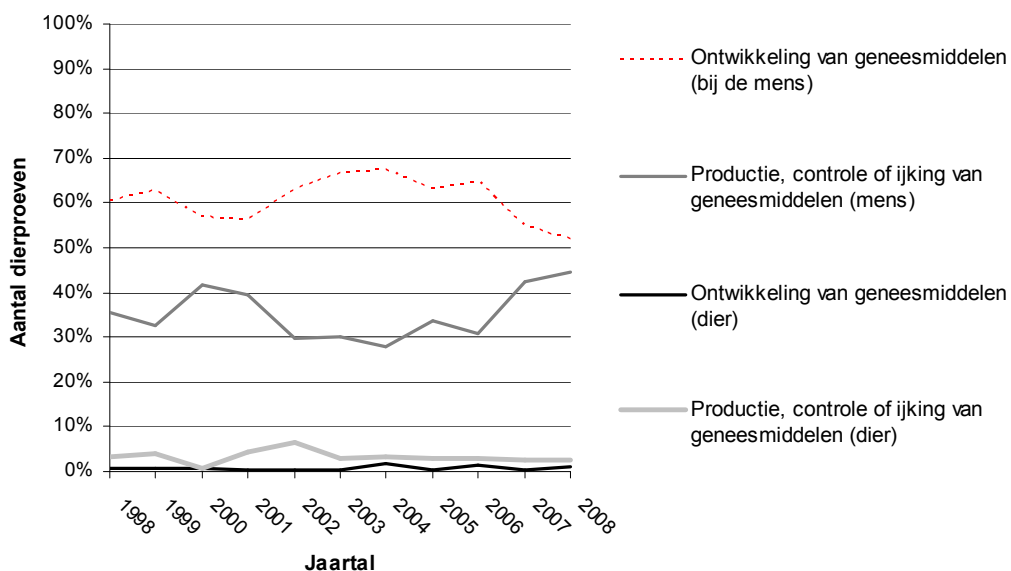 100%
90%
80%
70%
60%
50%
40%
30%
20%
10%
0%
Aantal dierproeven
1998
1999
2000
2001
2002
2003
2004
2005
2006
2007
2008
Jaartal
Ontwikkeling van geneesmiddelen
(bij de mens)
Productie, controle of ijking van
geneesmiddelen (mens)
Ontwikkeling van geneesmiddelen
(dier)
Productie, controle of ijking van
geneesmiddelen (dier)